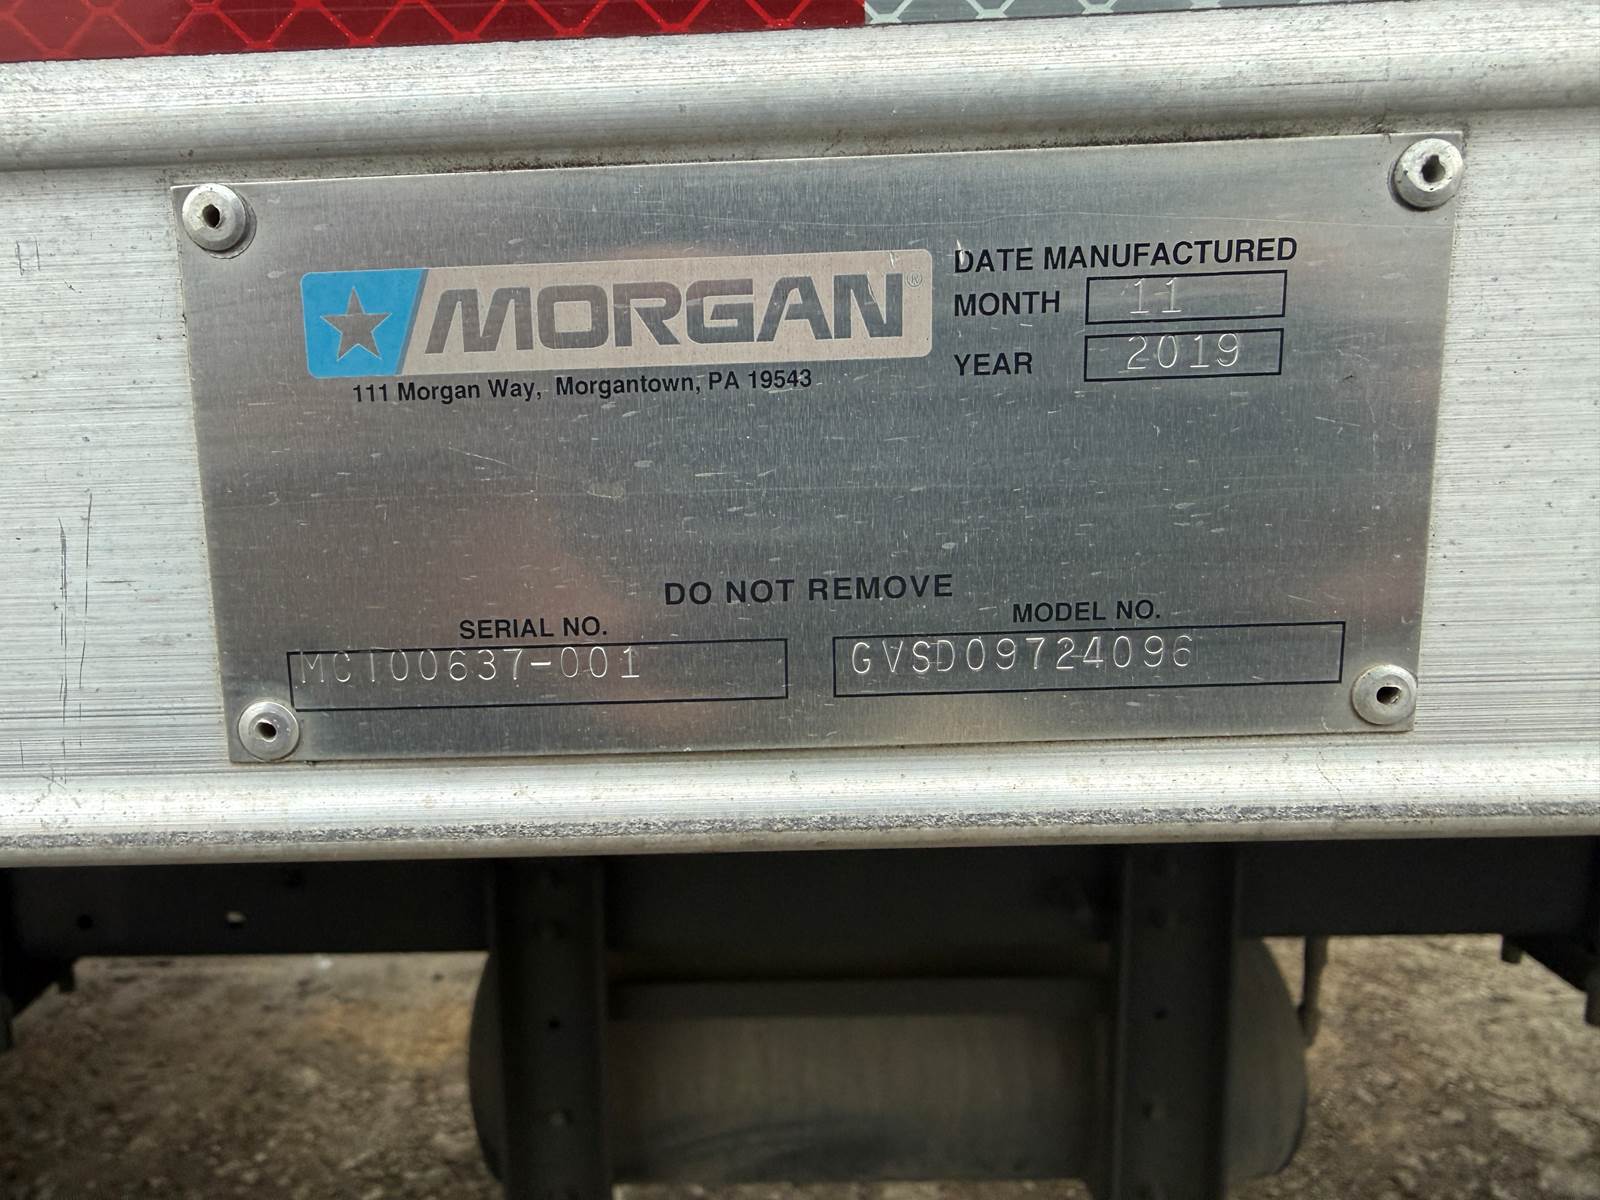 MORGAN®
111 Morgan Way, Morgantown, PA 19543
DATE MANUFACTURED
MONTH 11
YEAR 2019
DO NOT REMOVE
SERIAL NO.
MCT00637-001
MODEL NO.
GVSD09724096